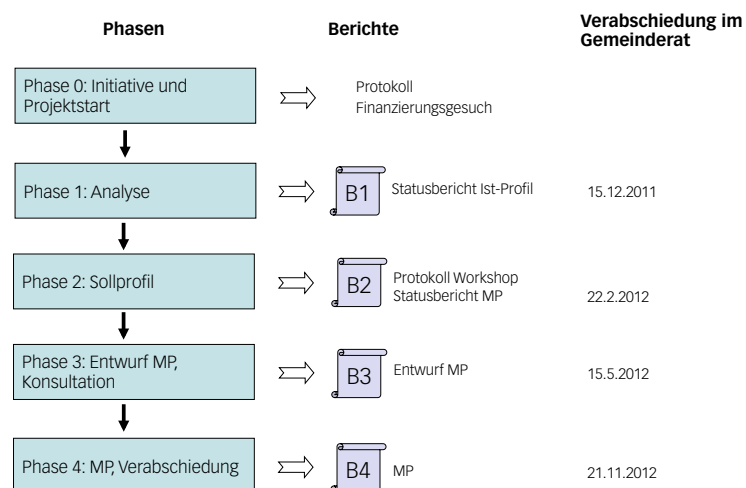 Phasen
Berichte
Verabschiedung im
Gemeinderat
Phase 0: Initiative und
Projektstart
Protokoll
Finanzierungsgesuch
Phase 1: Analyse
B1
Statusbericht Ist-Profil
15.12.2011
Phase 2: Sollprofil
B2
Protokoll Workshop
Statusbericht MP
22.2.2012
Phase 3: Entwurf MP,
Konsultation
B3
Entwurf MP
15.5.2012
Phase 4: MP, Verabschiedung
B4
MP
21.11.2012